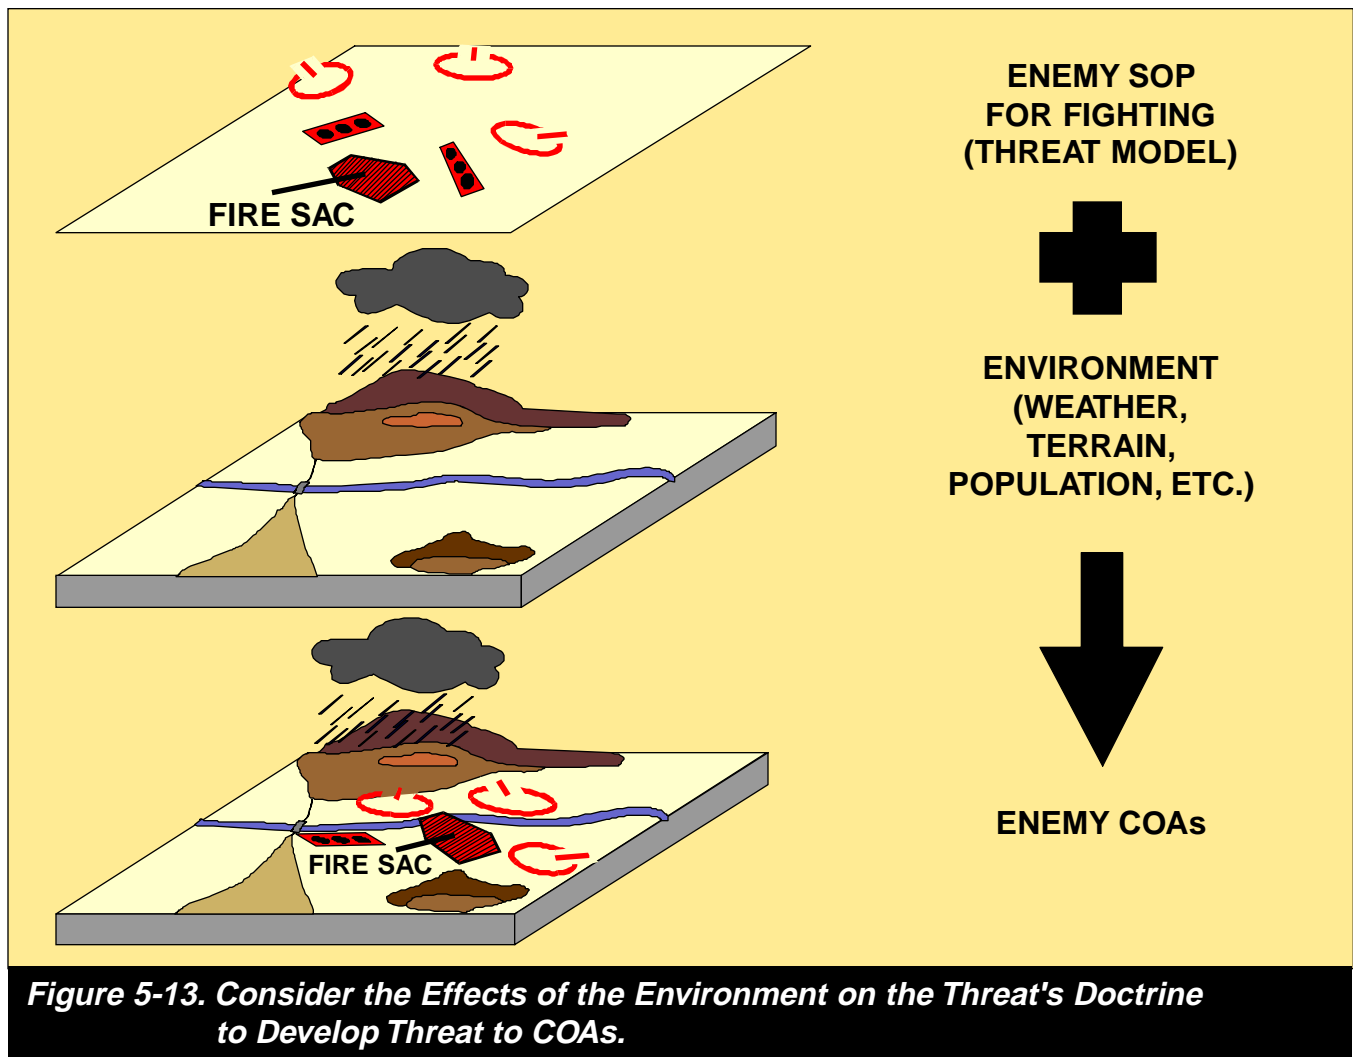 ENEMY SOP
FOR FIGHTING
(THREAT MODEL)
FIRE SAC
ENVIRONMENT
(WEATHER,
TERRAIN,
POPULATION, ETC.)
ENEMY COAs
FIRE SAC
Figure 5-13. Consider the Effects of the Environment on the Threat's Doctrine
to Develop Threat to COAs.